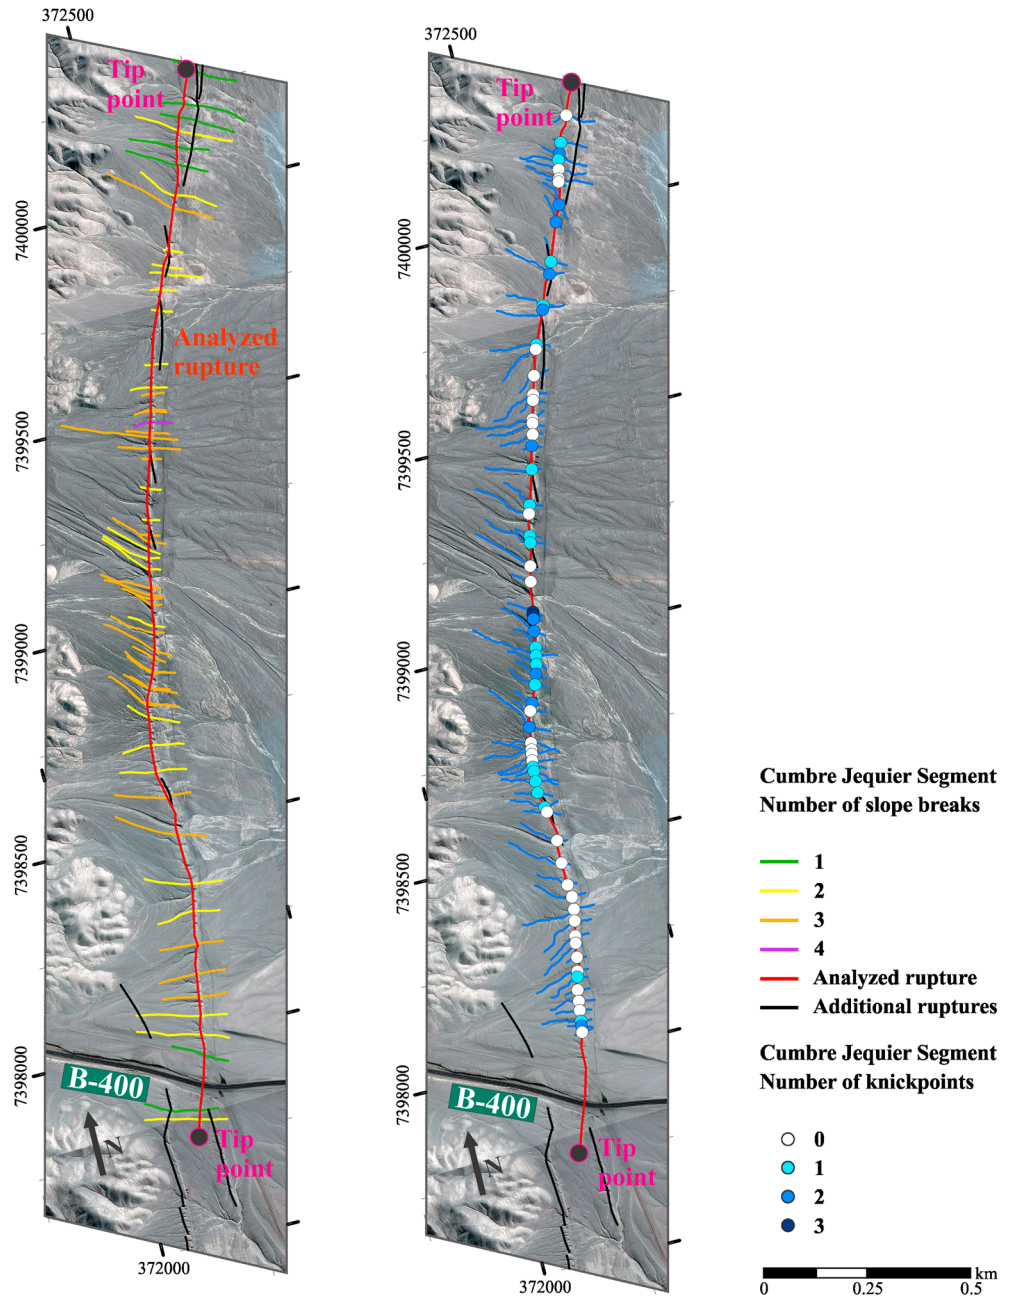 372500
Tip
point
7400000
Analyzed
rupture
7399500
7399000
7398500
7398000
B-400
N
Tip
point
372000
372500
Tip
point
7400000
7399500
7399000
7398500
7398000
B-400
N
Tip
point
372000
Cumbre Jequier Segment
Number of slope breaks
1
2
3
4
Analyzed rupture
Additional ruptures
Cumbre Jequier Segment
Number of knickpoints
0
1
2
3
km
0 0.25 0.5